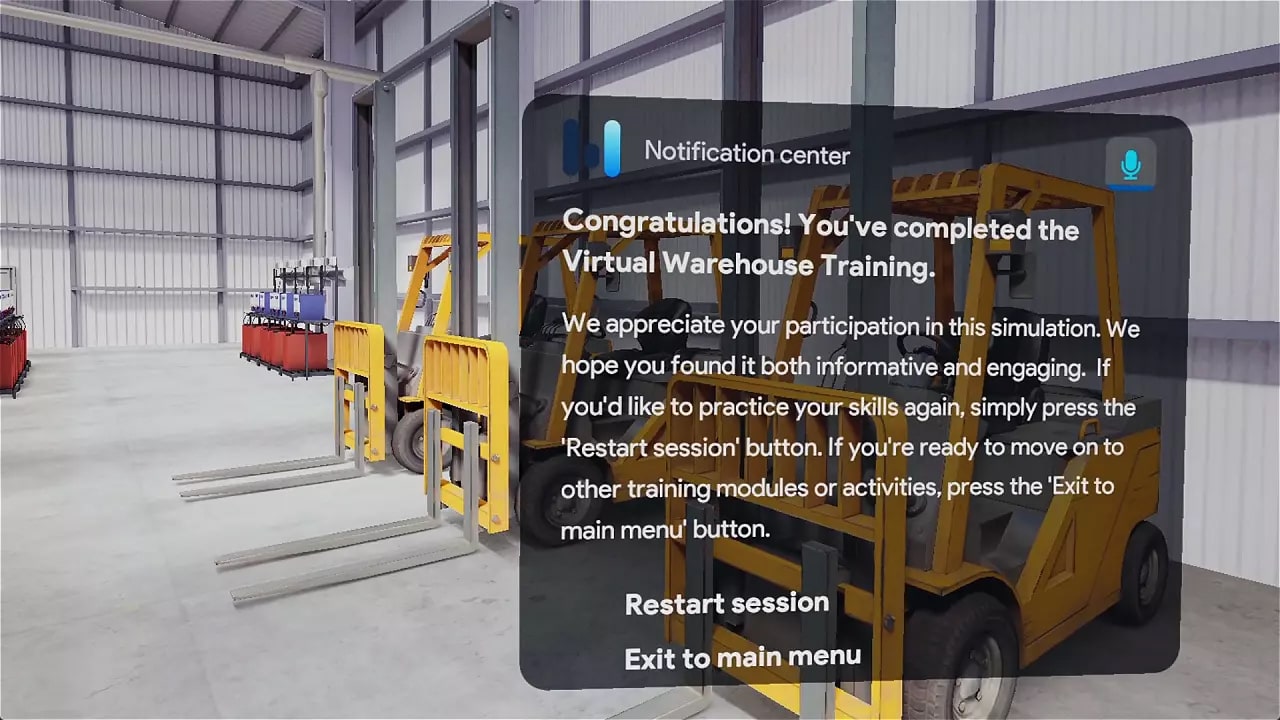 Notification center
Congratulations! You've completed the
Virtual Warehouse Training.
We appreciate your participation in this simulation. We
hope you found it both informative and engaging. If
you'd like to practice your skills again, simply press the
'Restart session' button. If you're ready to move on to
other training modules or activities, press the 'Exit to
main menu' button.
Restart session
Exit to main menu